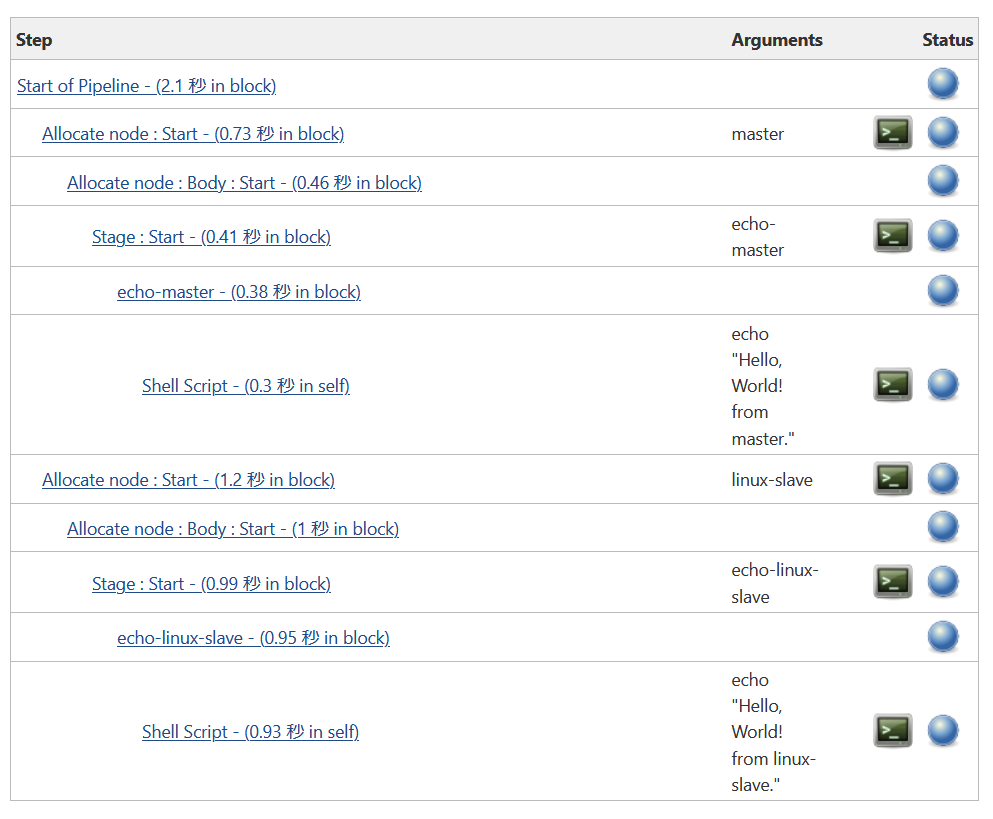 Step Arguments Status
Start of Pipeline - (2.1 秒 in block)
Allocate node : Start - (0.73 秒 in block) master
Allocate node : Body : Start - (0.46 秒 in block)
Stage : Start - (0.41 秒 in block)
echo-
master
echo-master - (0.38 秒 in block)
Shell Script - (0.3 秒 in self)
echo
"Hello,
World!
from
master."
Allocate node : Start - (1.2 秒 in block) linux-slave
Allocate node : Body : Start - (1 秒 in block)
Stage : Start - (0.99 秒 in block)
echo-linux-
slave
echo-linux-slave - (0.95 秒 in block)
Shell Script - (0.93 秒 in self)
echo
"Hello,
World!
from linux-
slave."